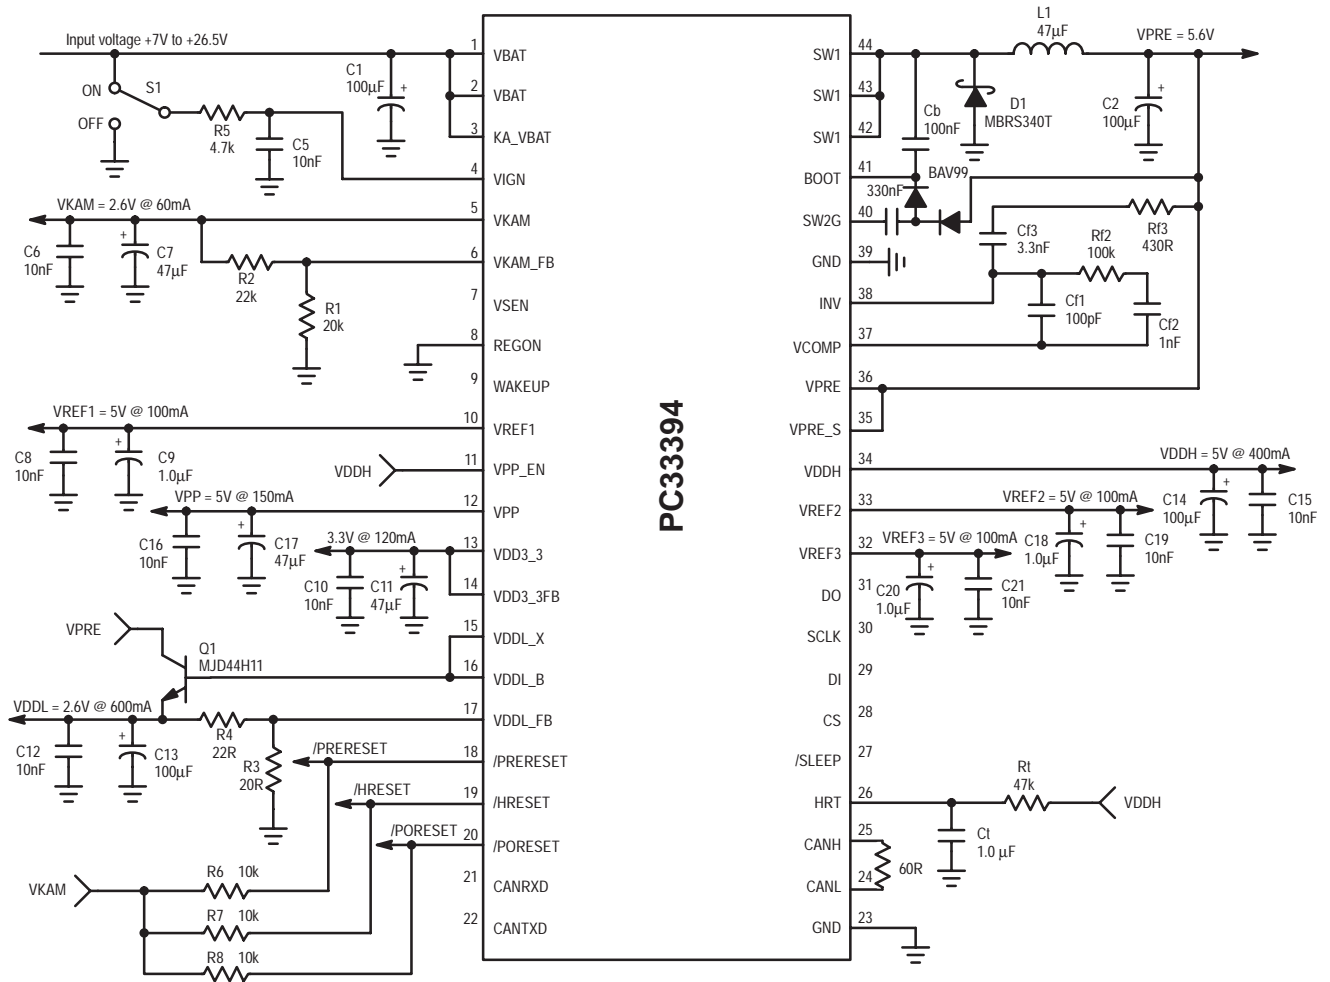 Input voltage +7V to +26.5V
ON
S1
OFF
R5
4.7k
C5
10nF
C1
100μF
+
VKAM = 2.6V @ 60mA
C6
10nF
+
C7
47μF
R2
22k
R1
20k
VREF1 = 5V @ 100mA
C8
10nF
+
C9
1.0μF
VDDH
VPP = 5V @ 150mA
C16
10nF
+
C17
47μF
3.3V @ 120mA
C10
10nF
+
C11
47μF
VPRE
Q1
MJD44H11
VDDL = 2.6V @ 600mA
C12
10nF
+
C13
100μF
R4
22R
R3
20R
/PRERESET
/HRESET
/PORESET
VKAM
R6 10k
R7 10k
R8 10k
1 VBAT
2 VBAT
3 KA_VBAT
4 VIGN
5 VKAM
6 VKAM_FB
7 VSEN
8 REGON
9 WAKEUP
10 VREF1
11 VPP_EN
12 VPP
13 VDD3_3
14 VDD3_3FB
15 VDDL_X
16 VDDL_B
17 VDDL_FB
18 /PRERESET
19 /HRESET
20 /PORESET
21 CANRXD
22 CANTXD
PC33394
SW1 44
SW1 43
SW1 42
BOOT 41
SW2G 40
GND 39
INV 38
VCOMP 37
VPRE 36
VPRE_S 35
VDDH 34
VREF2 33
VREF3 32
DO 31
SCLK 30
DI 29
CS 28
/SLEEP 27
HRT 26
CANH 25
CANL 24
GND 23
L1
47μF
VPRE = 5.6V
Cb
100nF
D1
MBRS340T
+
C2
100μF
BAV99
330nF
Cf3
3.3nF
Rf3
430R
Rf2
100k
Cf1
100pF
Cf2
1nF
VDDH = 5V @ 400mA
C14
100μF
+
C15
10nF
VREF2 = 5V @ 100mA
C18
1.0μF
+
C19
10nF
VREF3 = 5V @ 100mA
C20
1.0μF
+
C21
10nF
Rt
47k
VDDH
Ct
1.0 μF
60R